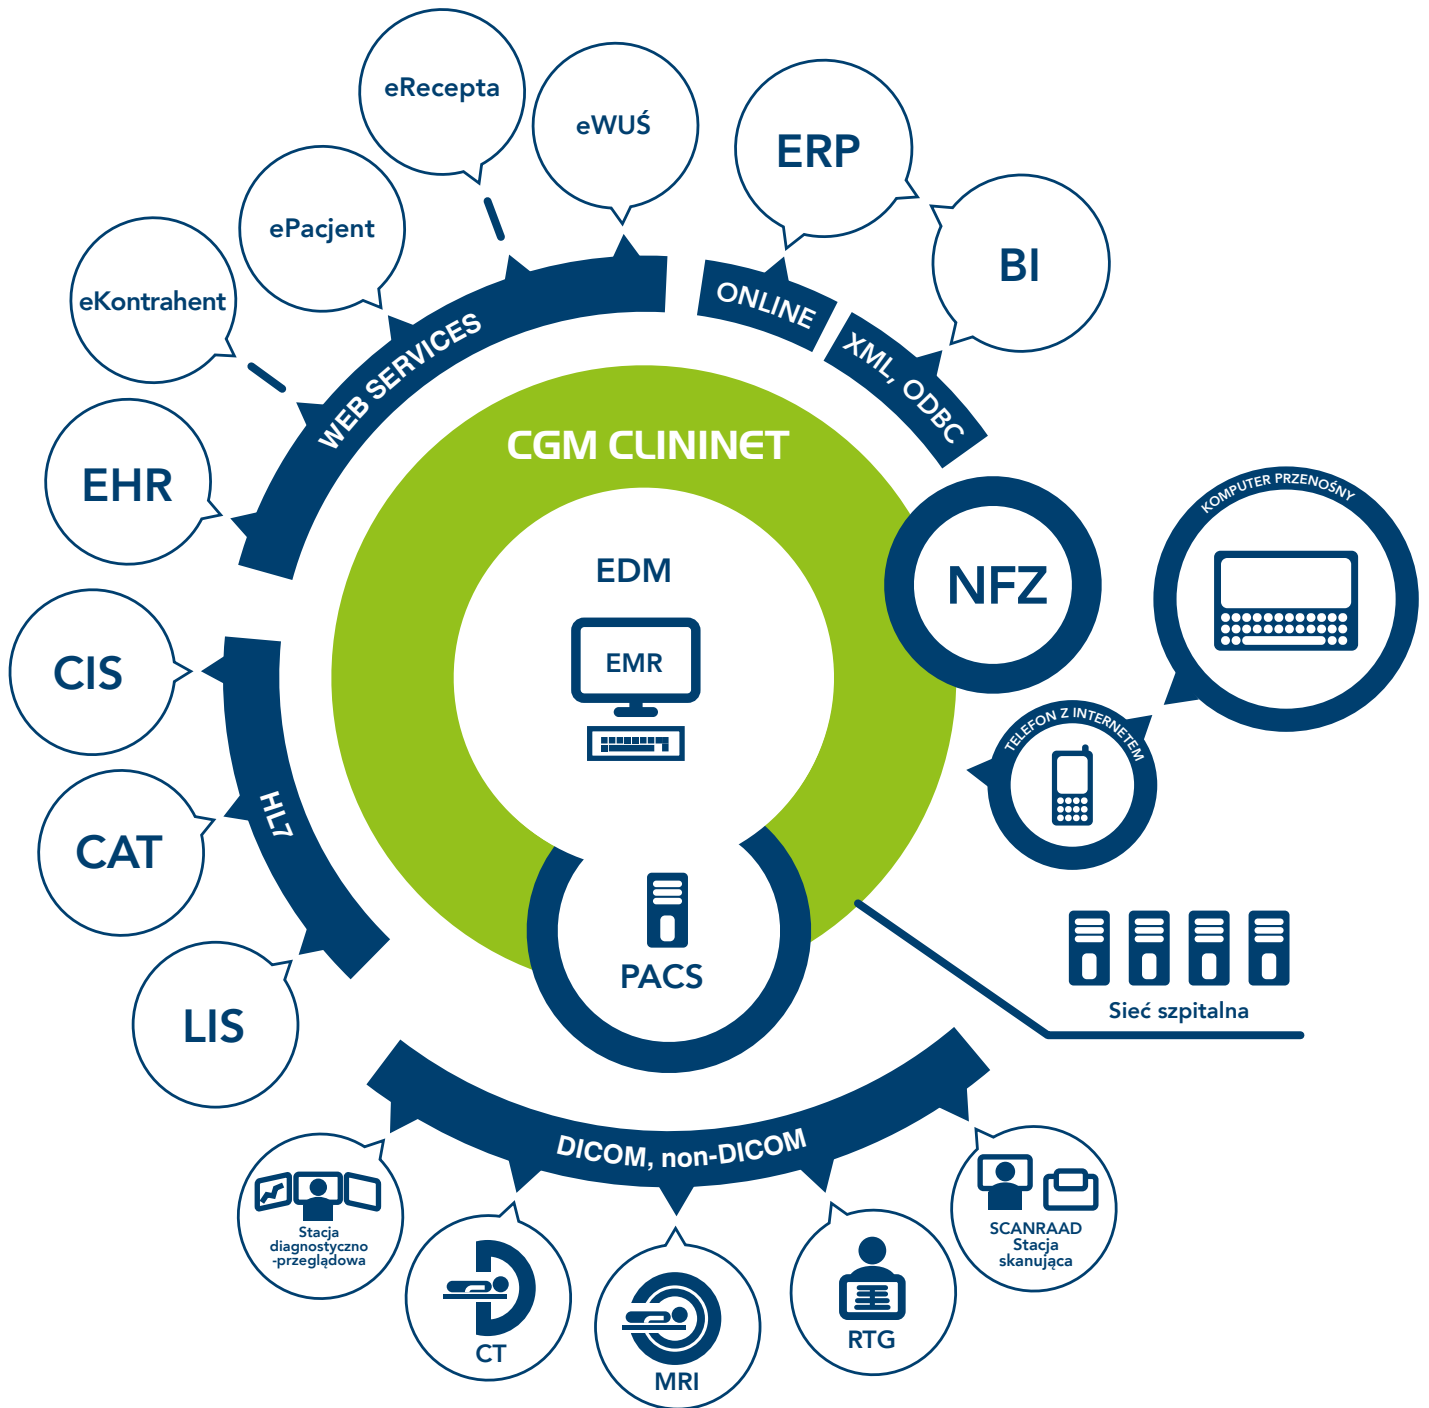 eRecepta
eWUŚ
ERP
ePacjent
BI
eKontrahent
ONLINE
XML, ODBC
WEB SERVICES
CGM CLININET
EHR
KOMPUTER PRZENOŚNY
EDM
NFZ
EMR
CIS
TELEFON Z INTERNETEM
HL7
CAT
PACS
Sieć szpitalna
LIS
DICOM, non-DICOM
Stacja
diagnostyczno
-przeglądowa
SCANRAAD
Stacja
skanująca
CT
RTG
MRI